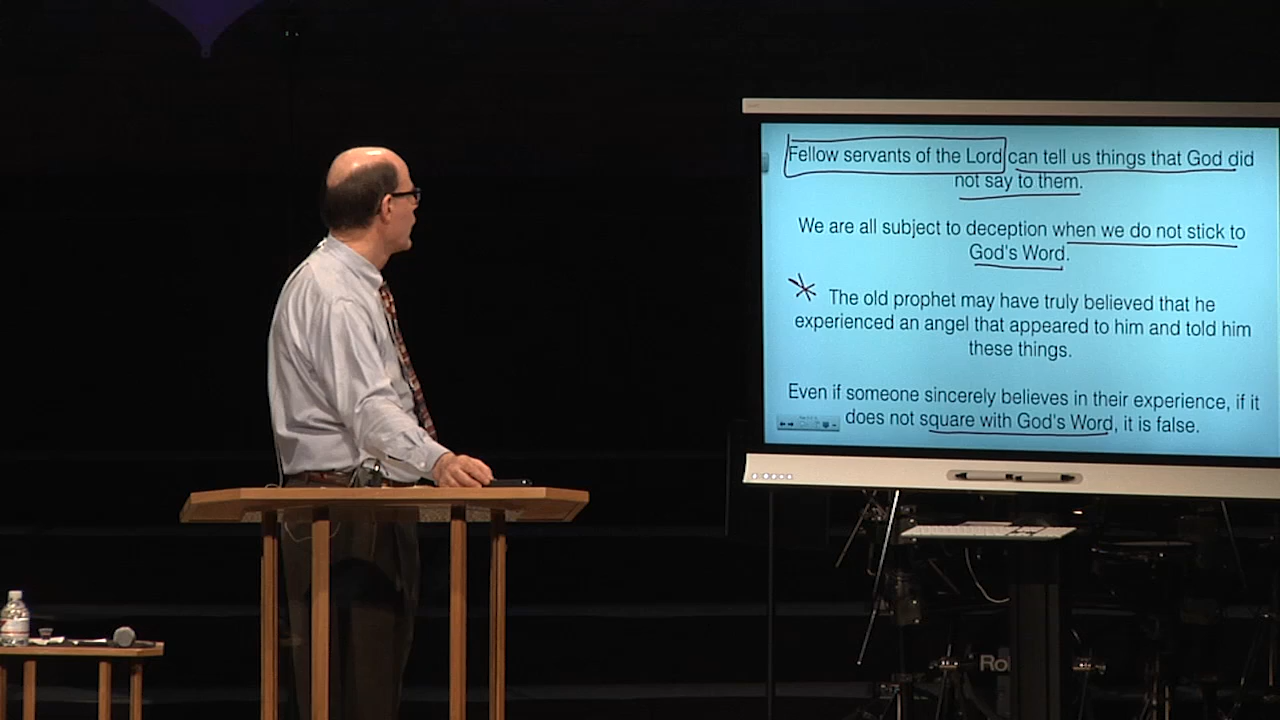 Fellow servants of the Lord can tell us things that God did
not say to them.
We are all subject to deception when we do not stick to
God's Word.
The old prophet may have truly believed that he
experienced an angel that appeared to him and told him
these things.
Even if someone sincerely believes in their experience, if it
does not square with God's Word, it is false.
Ro